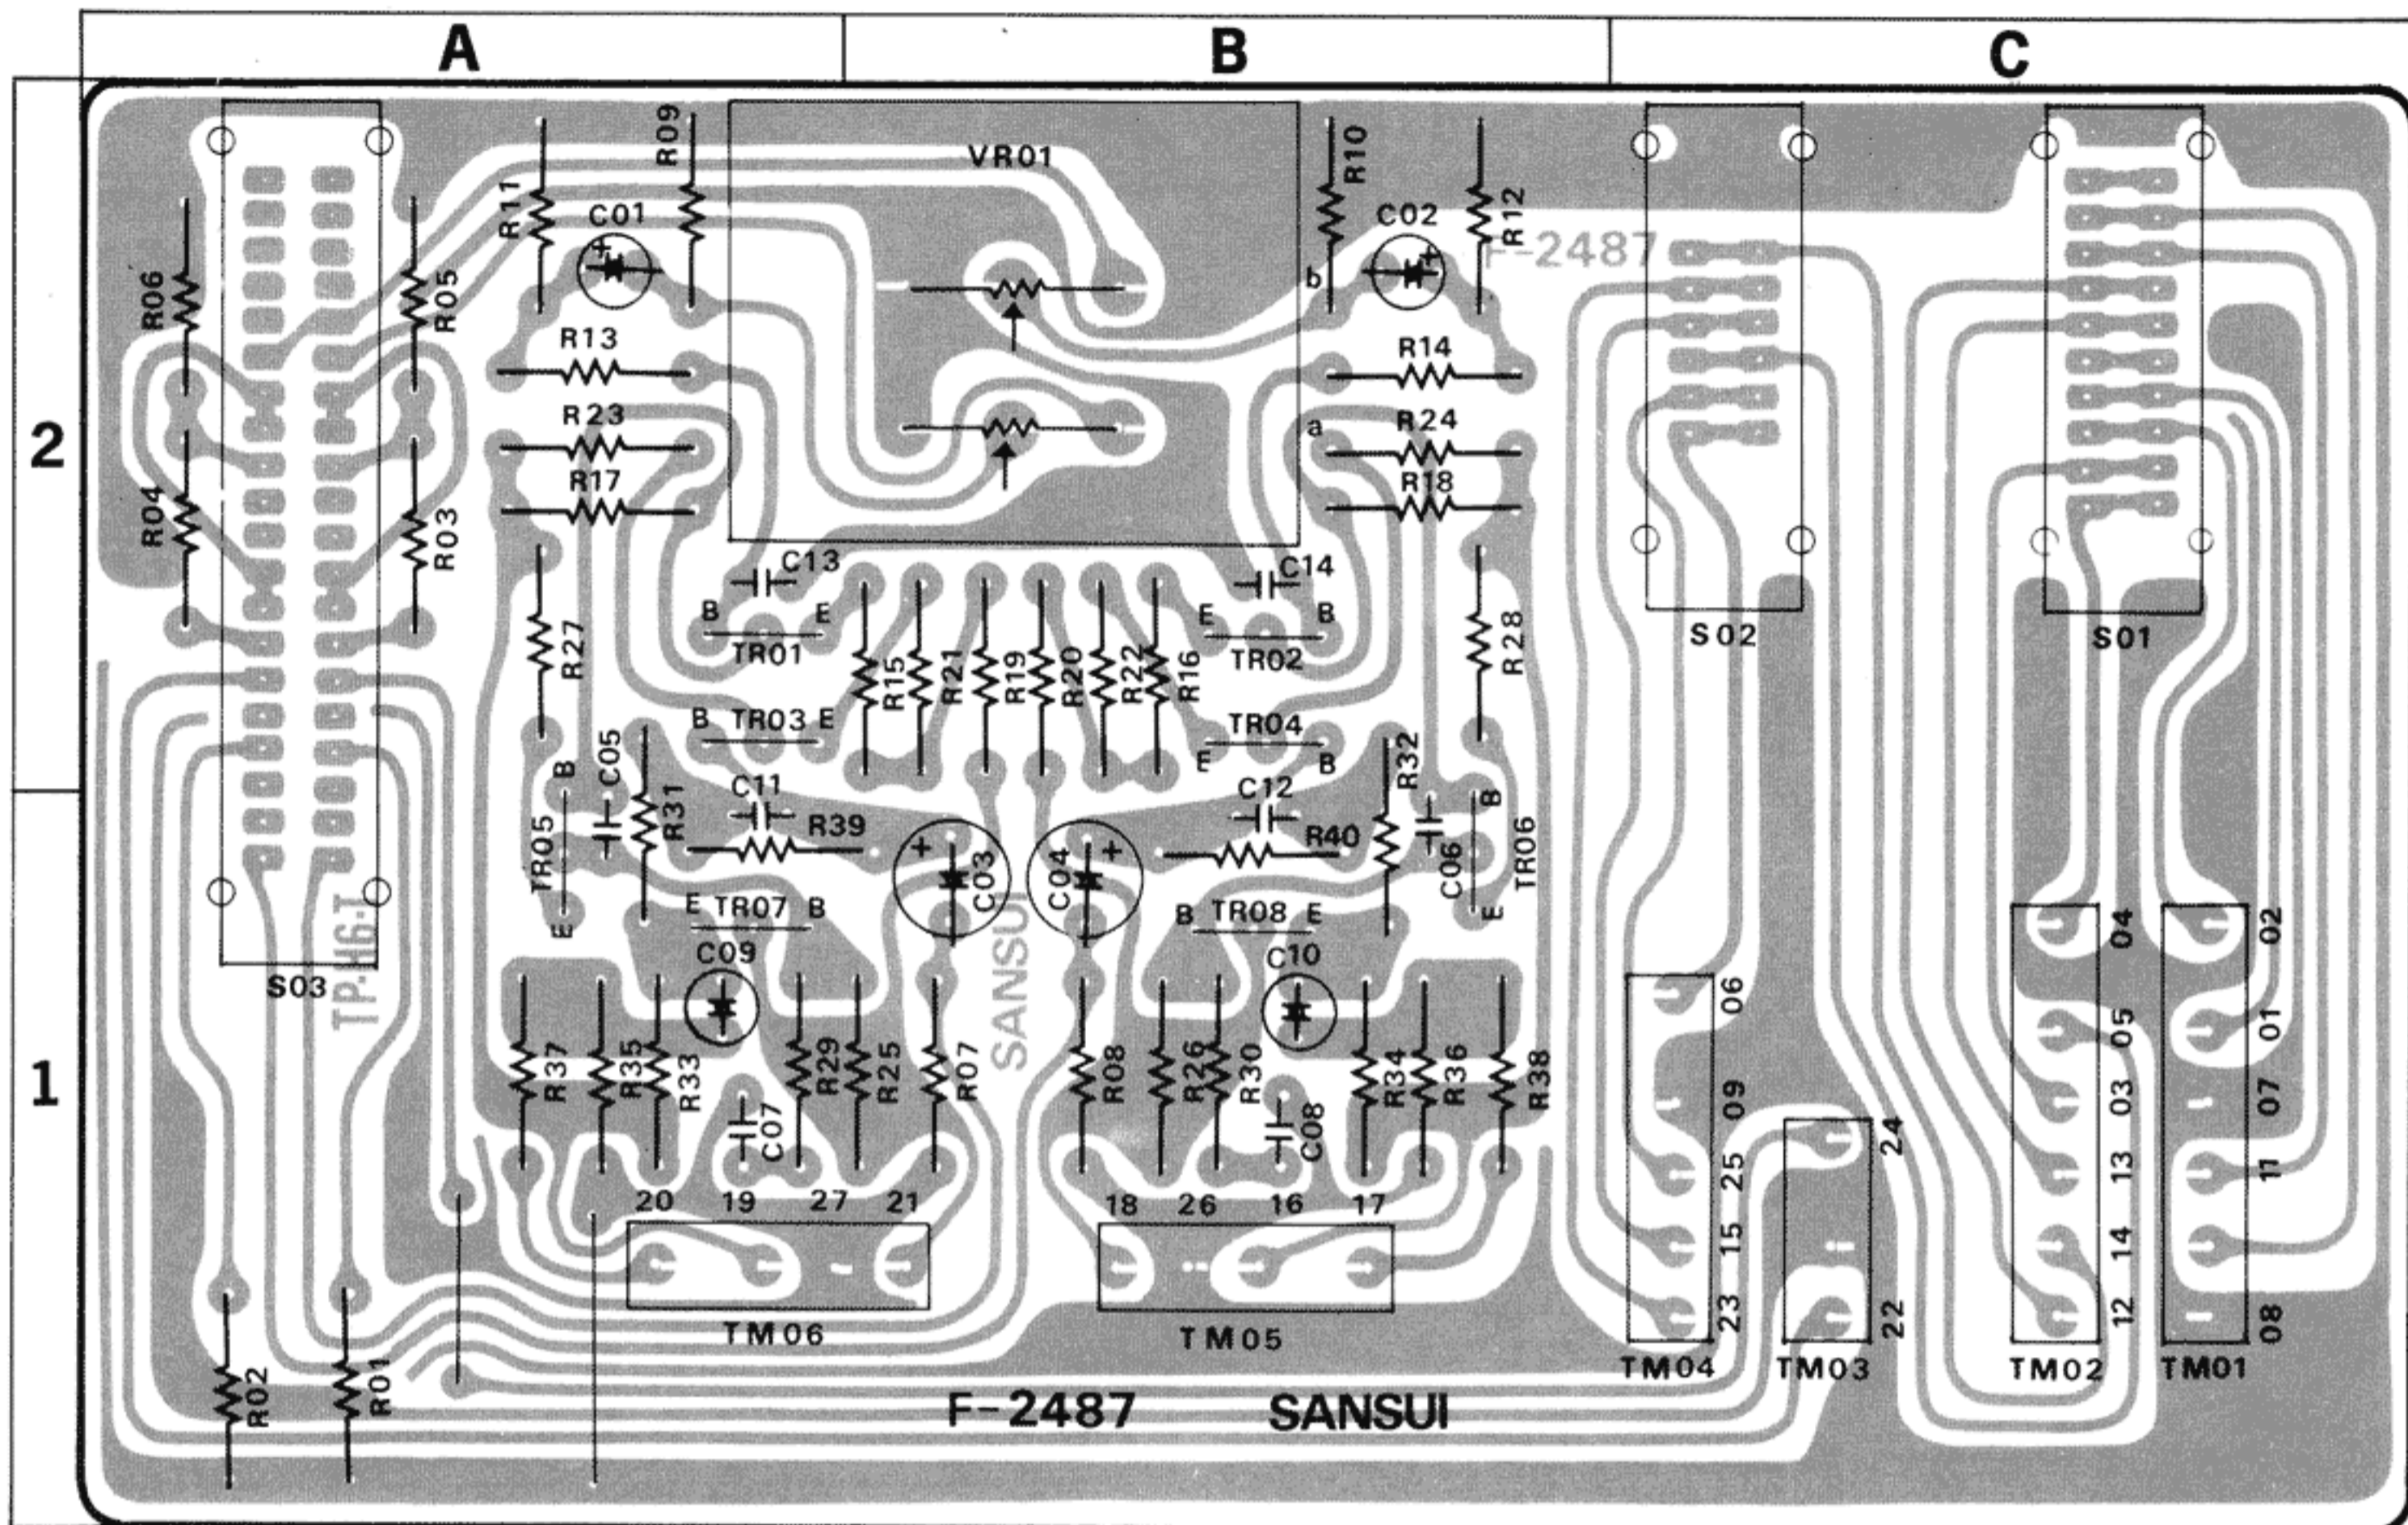 A B C
2
1
R09
VR01
R10
R11
C01
C02
R12
F-2487
R06
R05
b
R13
R14
R23
a
R24
R17
R18
R04
R03
C13
C14
B E
E B
TR01
TR02
R27
R28
S02
S01
R15
R21
R19
R20
R22
R16
B TR03 E
TR04
E B
B
C05
R31
C11
C12
R32
B
R39
R40
TR05
C03
C04
C06
TR06
E
E TR07 B
B TR08 E
E
S03
TP-H6-T
SANSUI
C09
C10
04
02
06
05
01
R37
R35
R33
R29
R25
R07
R08
R26
R30
R34
R36
R38
09
03
07
C07
C08
24
25
13
11
20 19 27 21
18 26 16 17
15
14
23
22
12
08
TM06
TM05
TM04
TM03
TM02
TM01
R02
R01
F-2487 SANSUI